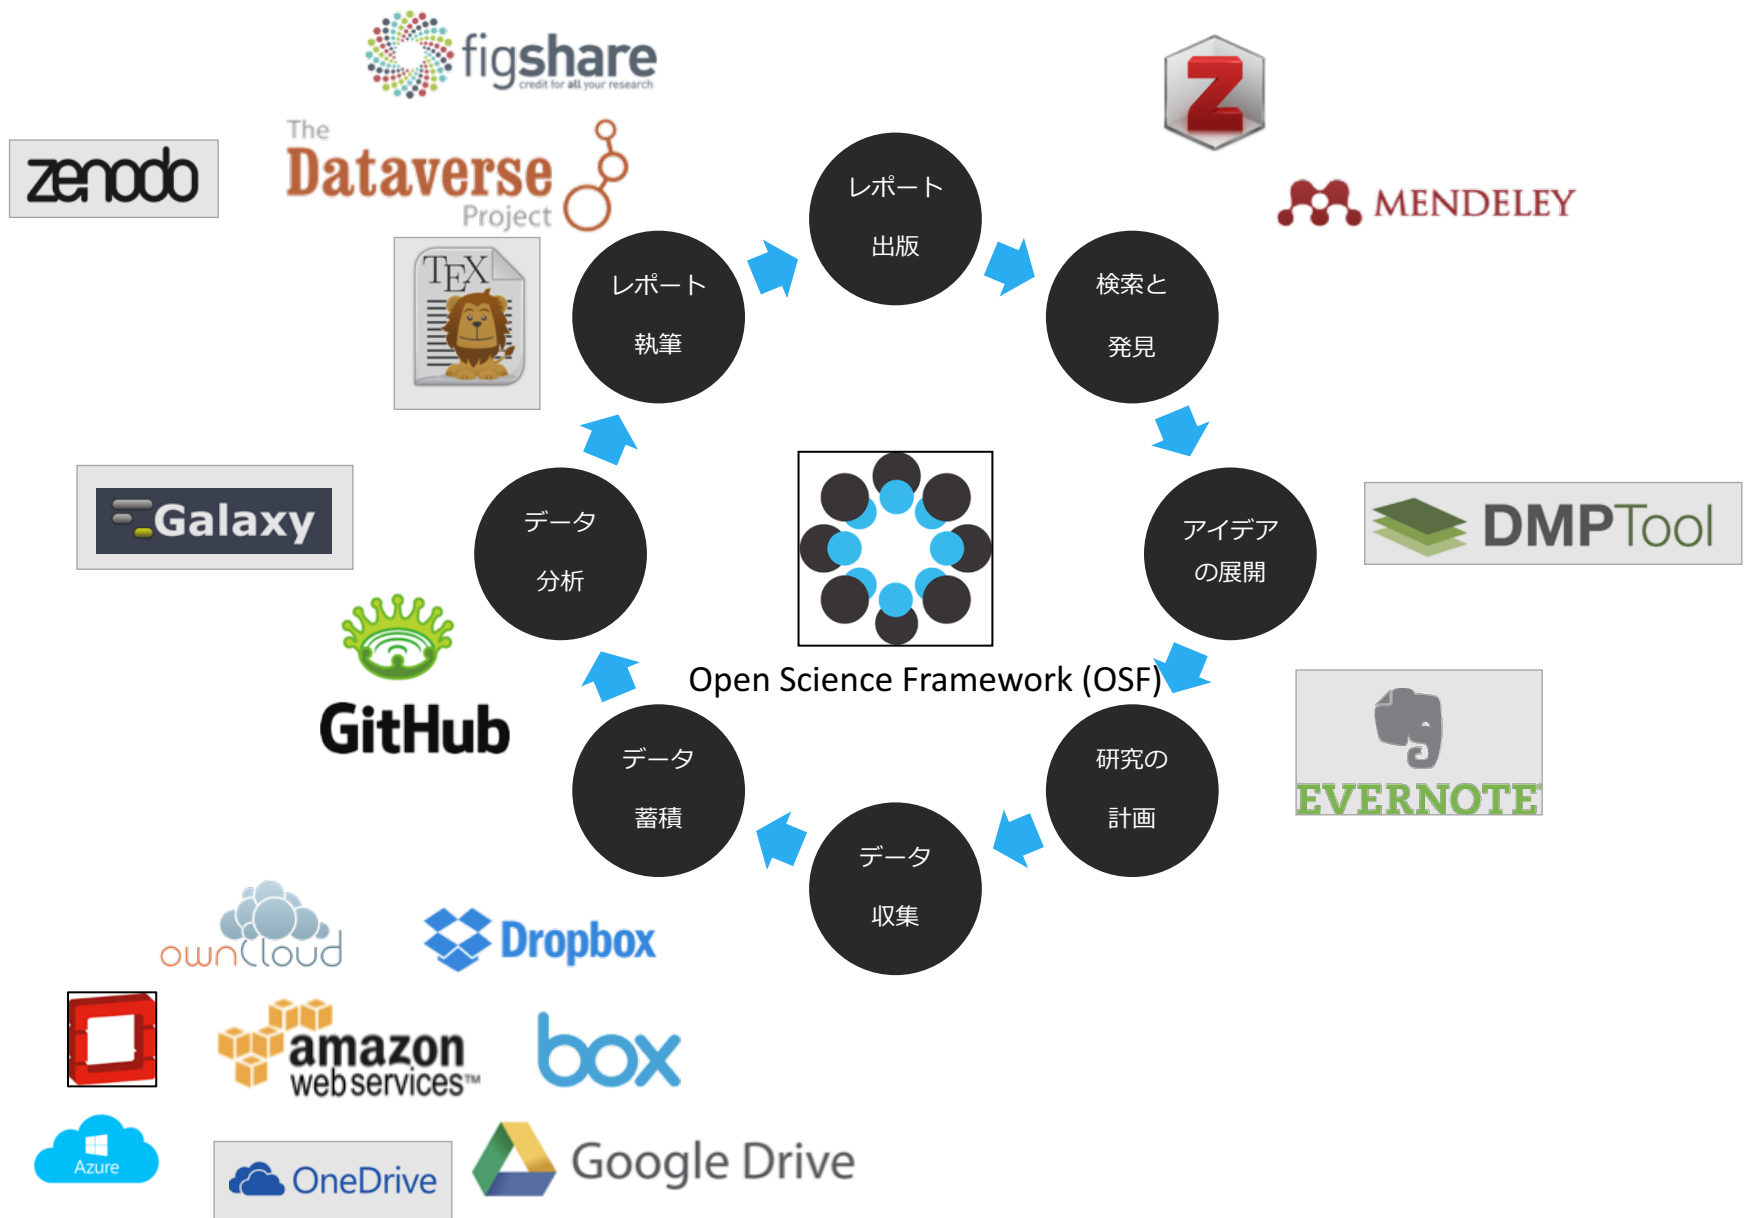 figshare
credit for all your research
zenodo
The
Dataverse
Project
Z
MENDELEY
レポート
出版
TEX
レポート
執筆
検索と
発見
Galaxy
データ
分析
アイデア
の展開
DMPTool
GitHub
Open Science Framework (OSF)
EVERNOTE
データ
蓄積
研究の
計画
データ
収集
ownCloud
Dropbox
amazon
web services™
box
Azure
OneDrive
Google Drive